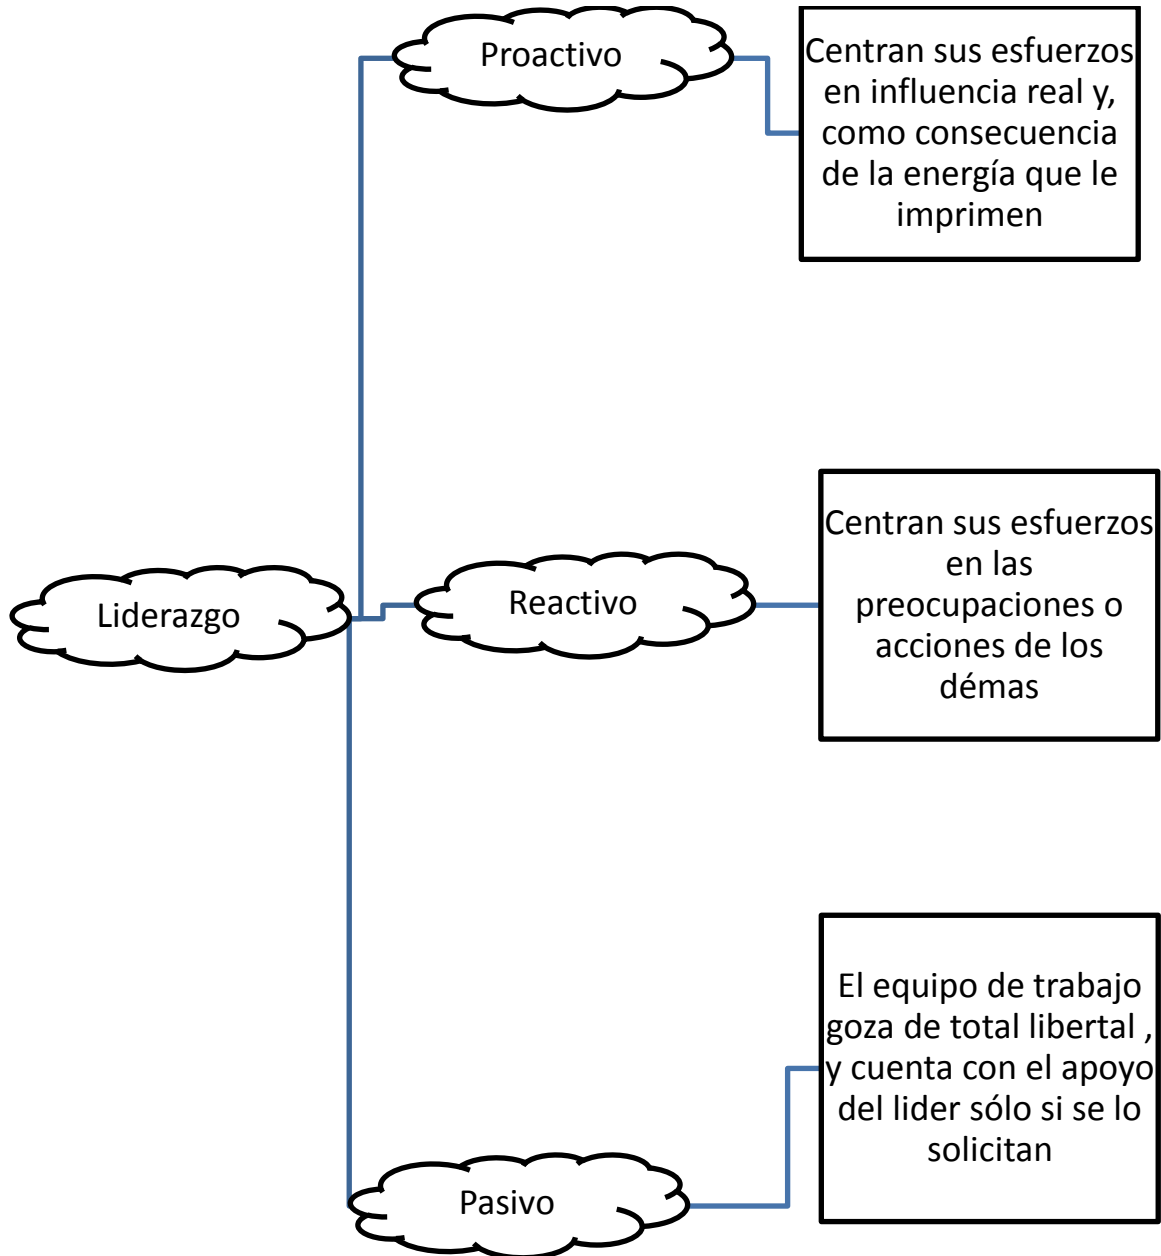 Proactivo
Centran sus esfuerzos
en influencia real y,
como consecuencia
de la energía que le
imprimen
Liderazgo
Reactivo
Centran sus esfuerzos
en las
preocupaciones o
acciones de los
démas
Pasivo
El equipo de trabajo
goza de total libertal ,
y cuenta con el apoyo
del lider sólo si se lo
solicitan